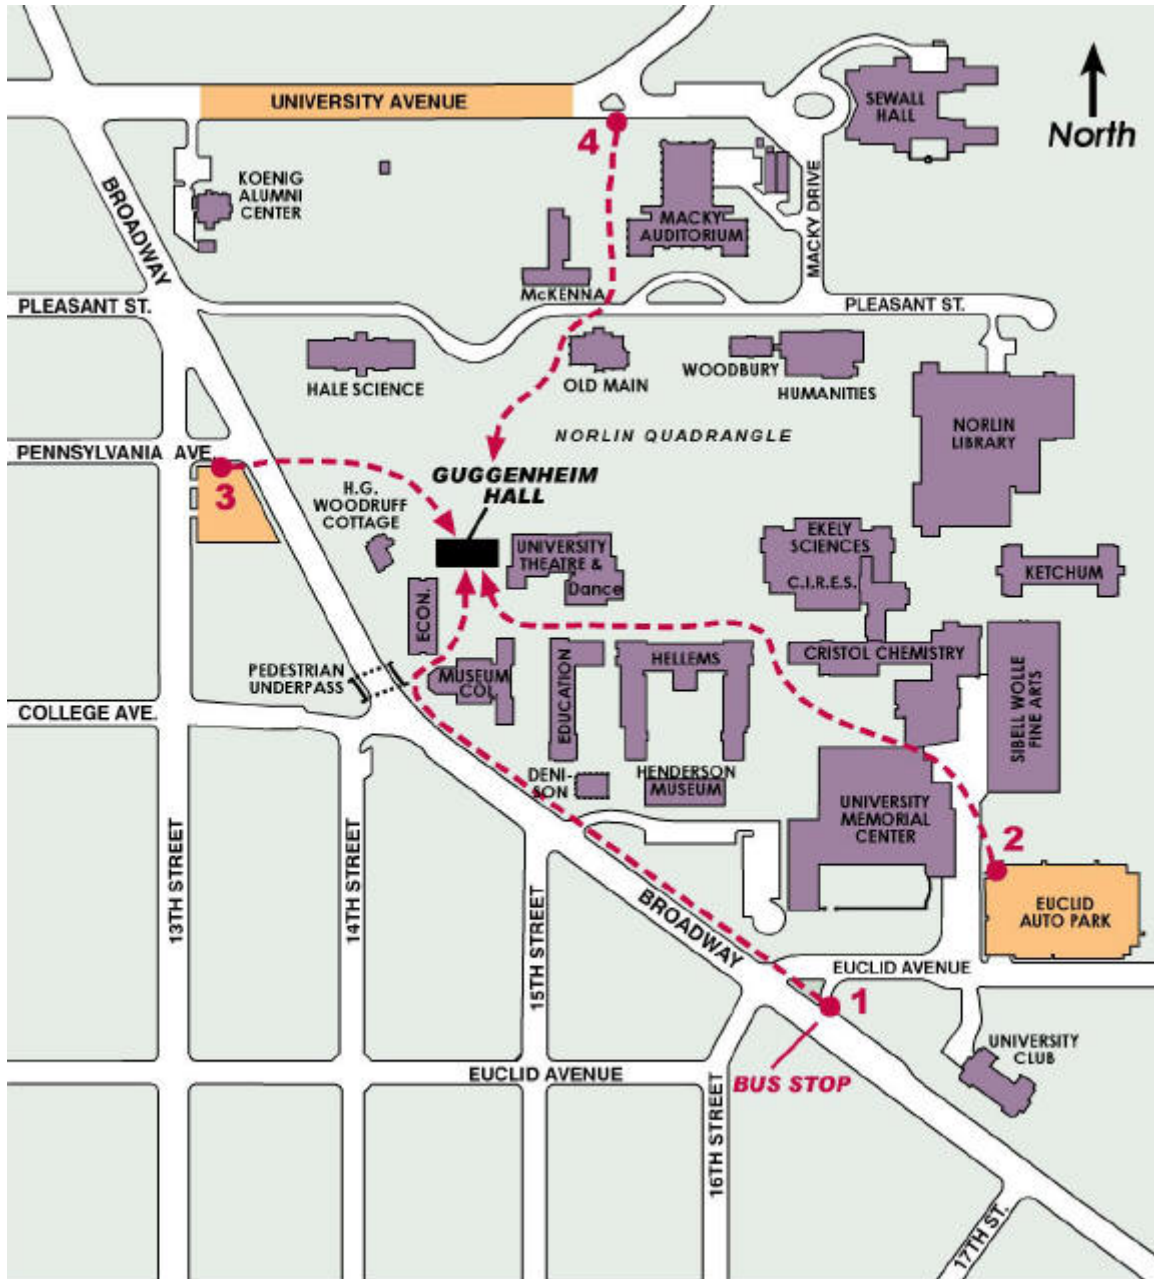 UNIVERSITY AVENUE
4
SEWALL
HALL
North
KOENIG
ALUMNI
CENTER
BROADWAY
MACKY
AUDITORIUM
MACKY DRIVE
McKENNA
PLEASANT ST.
PLEASANT ST.
HALE SCIENCE
OLD MAIN
WOODBURY
HUMANITIES
NORLIN
LIBRARY
NORLIN QUADRANGLE
PENNSYLVANIA AVE.
3
GUGGENHEIM
HALL
H.G.
WOODRUFF
COTTAGE
UNIVERSITY
THEATRE &
Dance
EKELY
SCIENCES
C.I.R.E.S.
KETCHUM
ECON.
PEDESTRIAN
UNDERPASS
MUSEUM
COL.
EDUCATION
HELLEMS
CRISTOL CHEMISTRY
SIBELL WOLLE
FINE ARTS
COLLEGE AVE.
DENI-
SON
HENDERSON
MUSEUM
UNIVERSITY
MEMORIAL
CENTER
2
EUCLID
AUTO PARK
13TH STREET
14TH STREET
15TH STREET
BROADWAY
EUCLID AVENUE
1
BUS STOP
UNIVERSITY
CLUB
EUCLID AVENUE
16TH STREET
17TH ST.